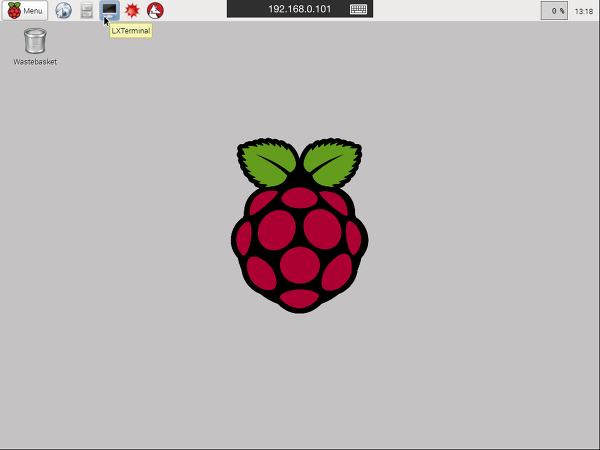 Menu
192.168.0.101
0 %
13:18
LXTerminal
Wastebasket